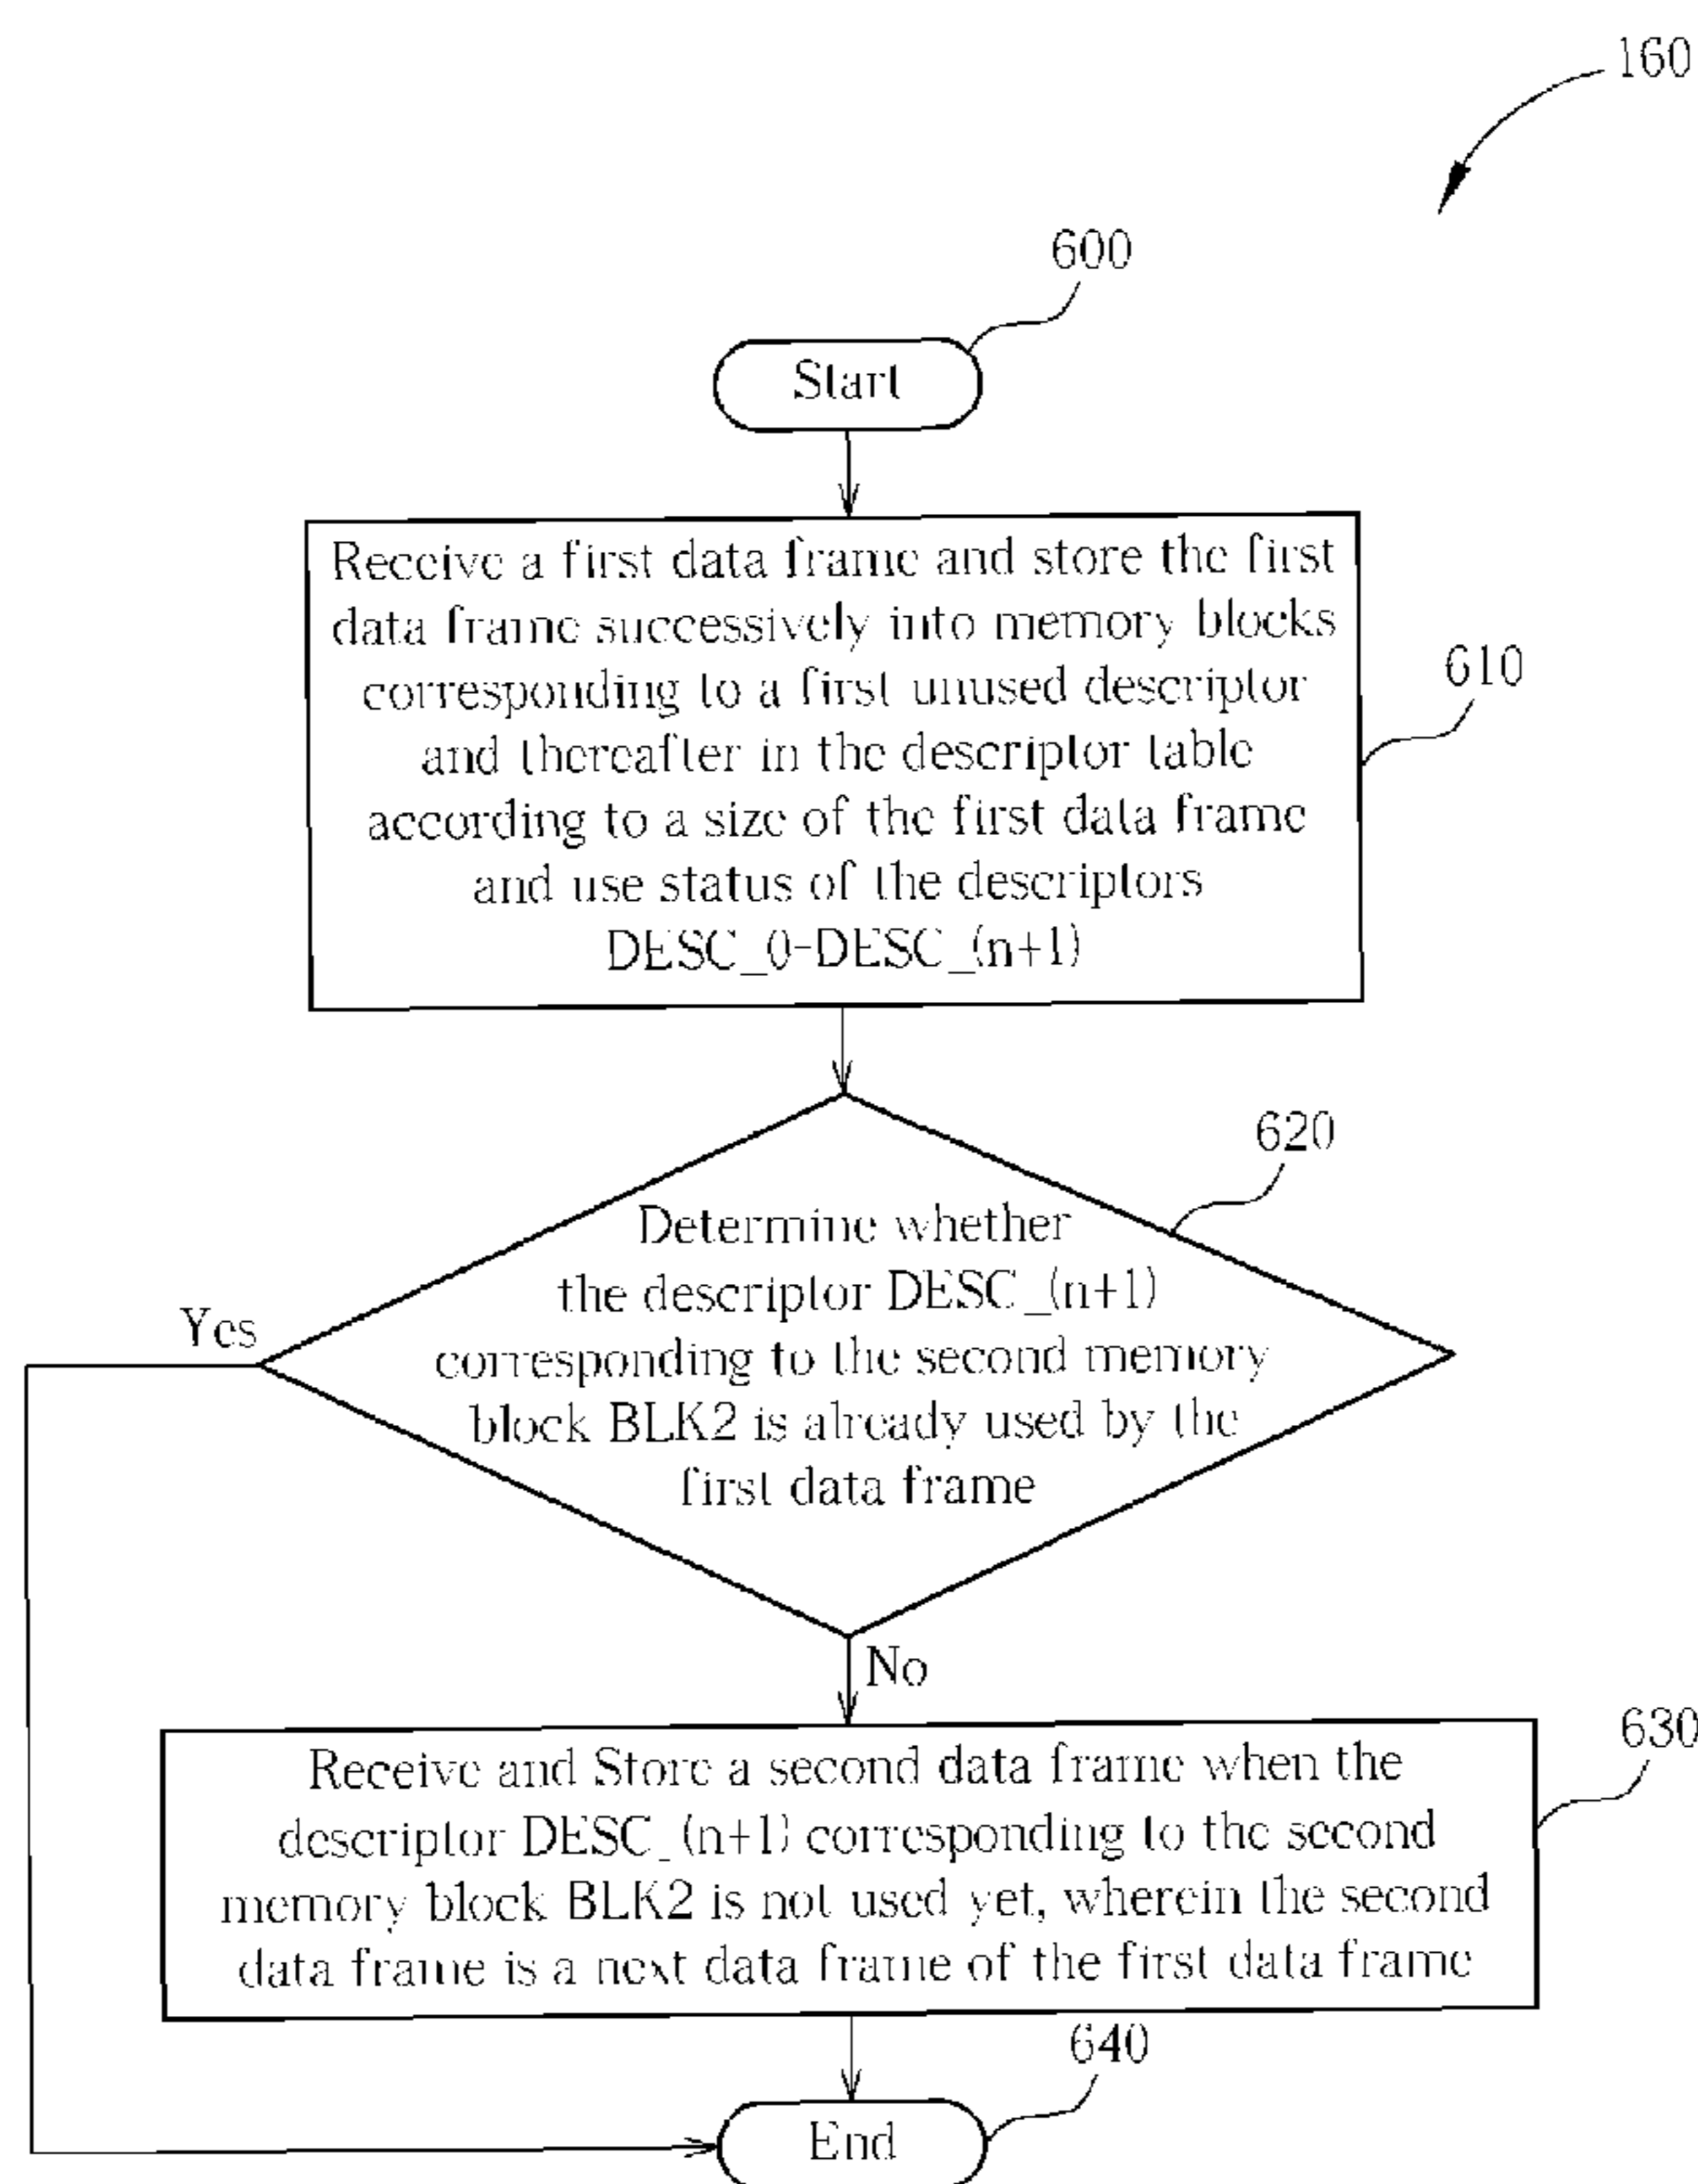 160
600
Start
Receive a first data frame and store the first
data frame successively into memory blocks
corresponding to a first unused descriptor
and thereafter in the descriptor table
according to a size of the first data frame
and use status of the descriptors
DESC_0-DESC_(n+1)
610
620
Determine whether
the descriptor DESC_(n+1)
corresponding to the second memory
block BLK2 is already used by the
first data frame
Yes
No
630
Receive and Store a second data frame when the
descriptor DESC_(n+1) corresponding to the second
memory block BLK2 is not used yet, wherein the second
data frame is a next data frame of the first data frame
640
End